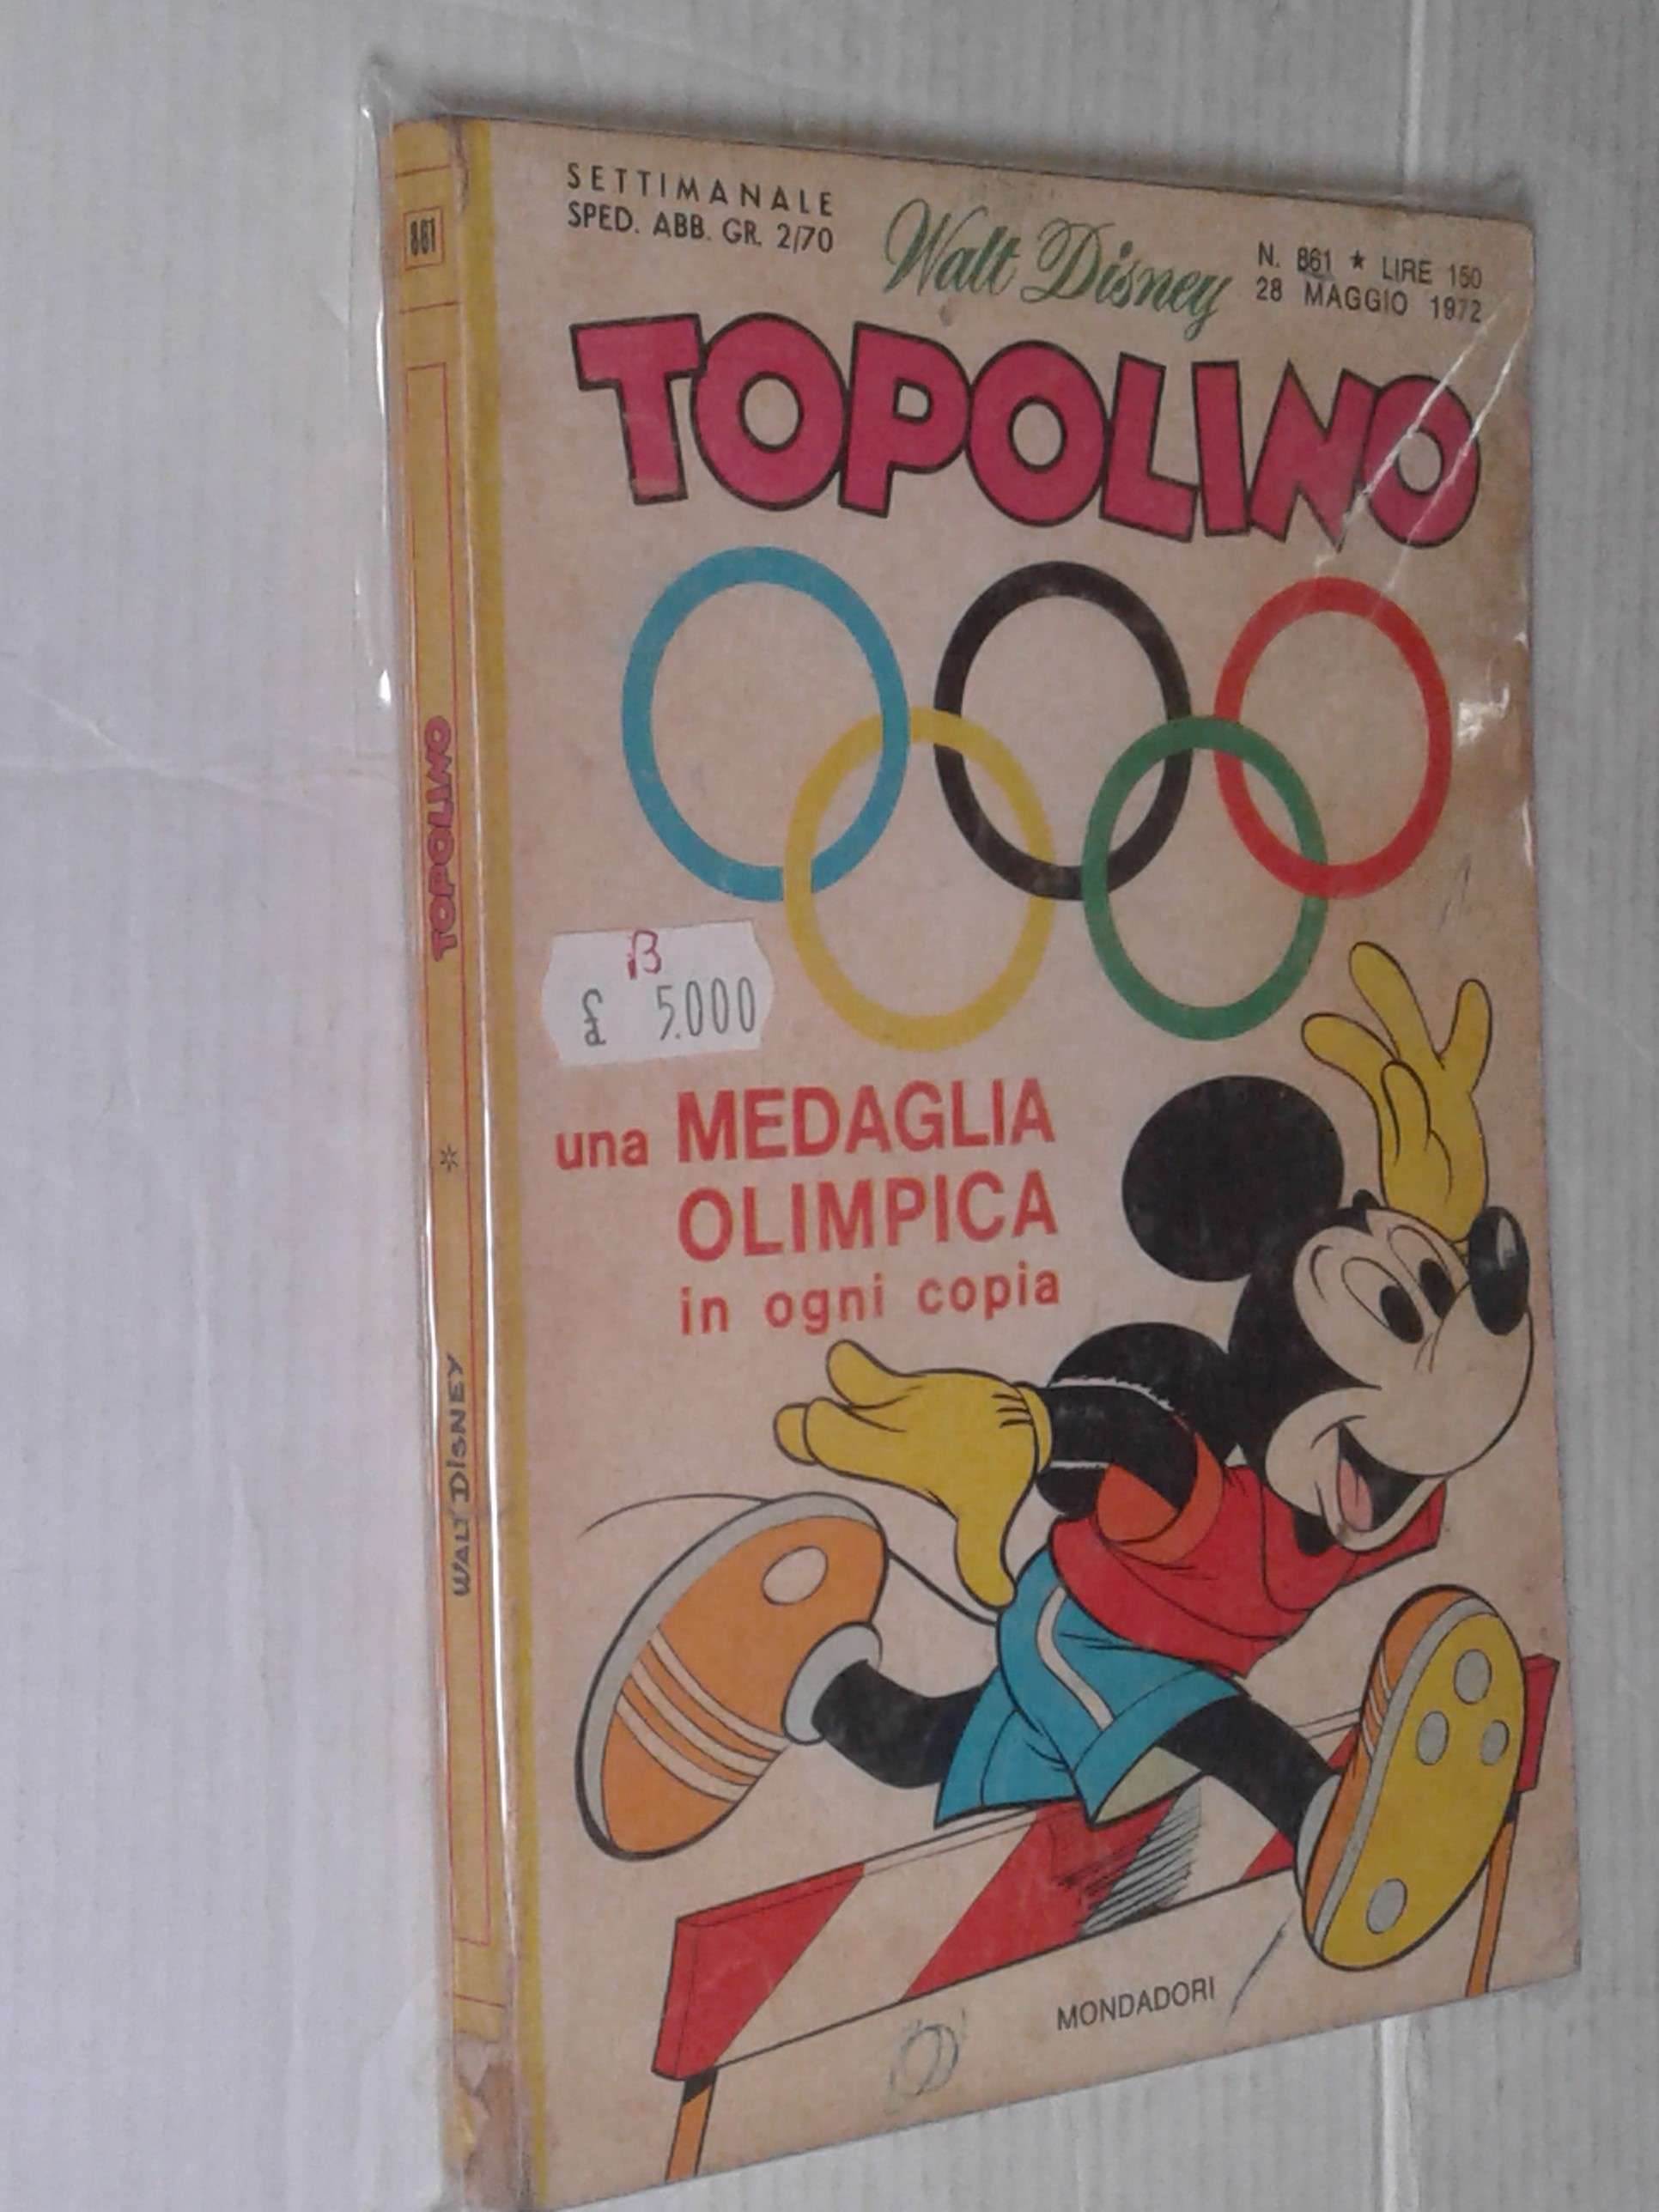 SETTIMANALE
SPED. ABB. GR. 2/70
Walt Disney
N. 861 * LIRE 150
28 MAGGIO 1972
TOPOLINO
B
£ 5.000
una MEDAGLIA
OLIMPICA
in ogni copia
MONDADORI
861
TOPOLINO
*
WALT DISNEY